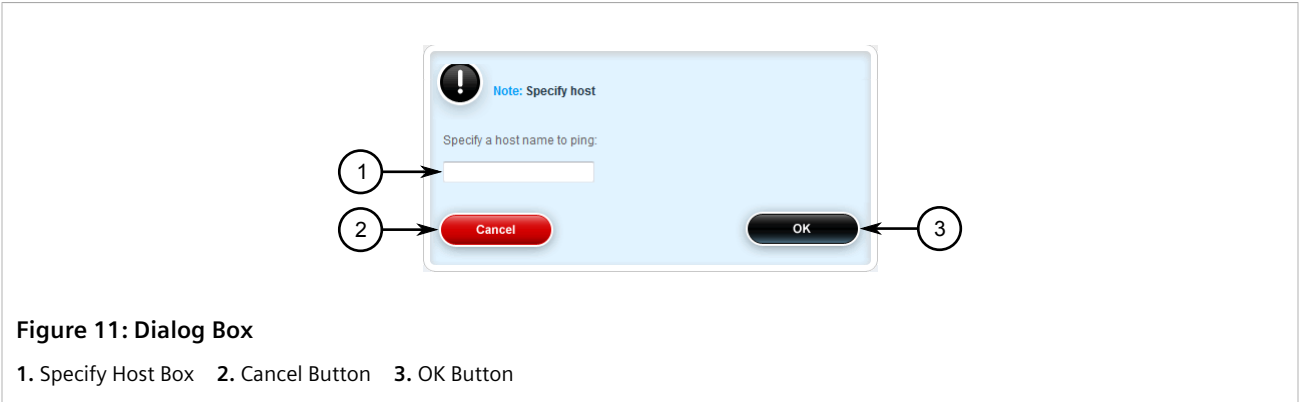 Note: Specify host
Specify a host name to ping:
1
2
Cancel
OK
3
Figure 11: Dialog Box
1. Specify Host Box 2. Cancel Button 3. OK Button